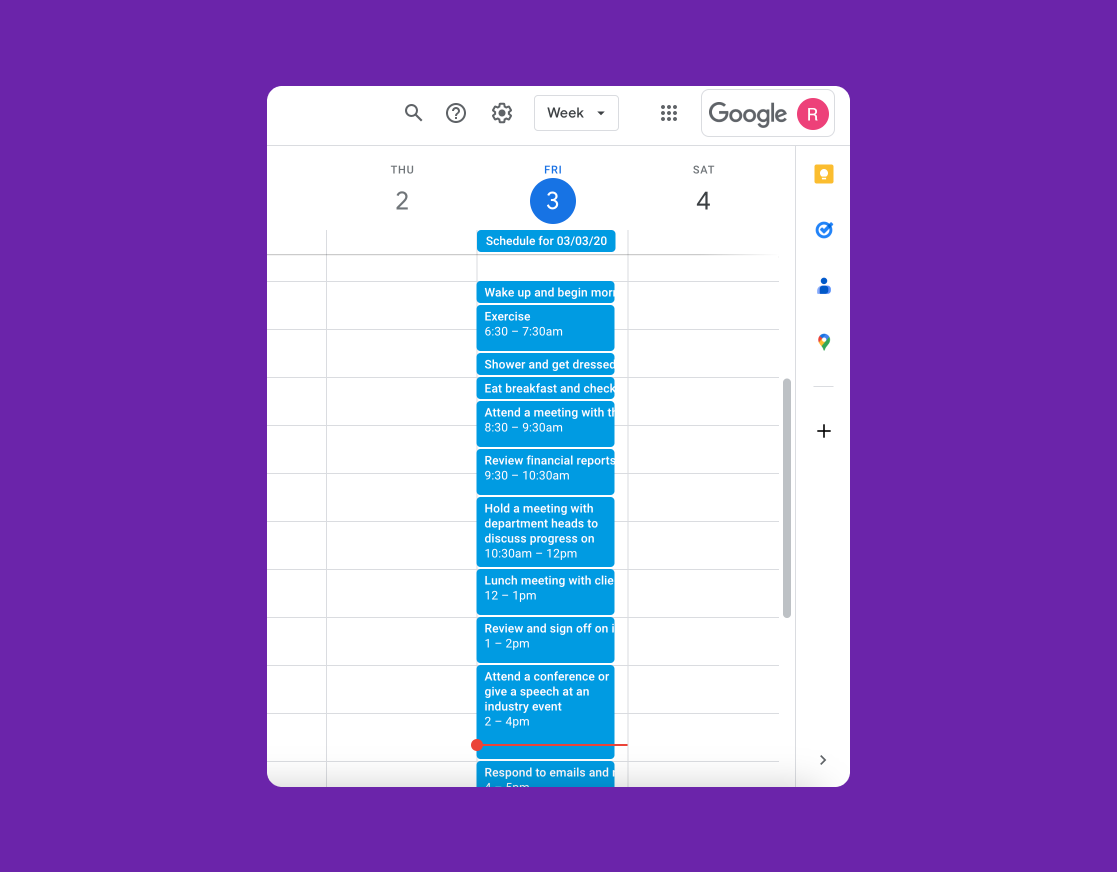 Week
Google R
THU FRI SAT
2 3 4
Schedule for 03/03/20
Wake up and begin
Exercise
6:30 – 7:30am
Shower and get dressed
Eat breakfast and check
Attend a meeting with
8:30 – 9:30am
Review financial reports
9:30 – 10:30am
Hold a meeting with
department heads to
discuss progress on
10:30am – 12pm
Lunch meeting with
12 – 1pm
Review and sign off on
1 – 2pm
Attend a conference or
give a speech at an
industry event
2 – 4pm
Respond to emails and
4 – 5pm